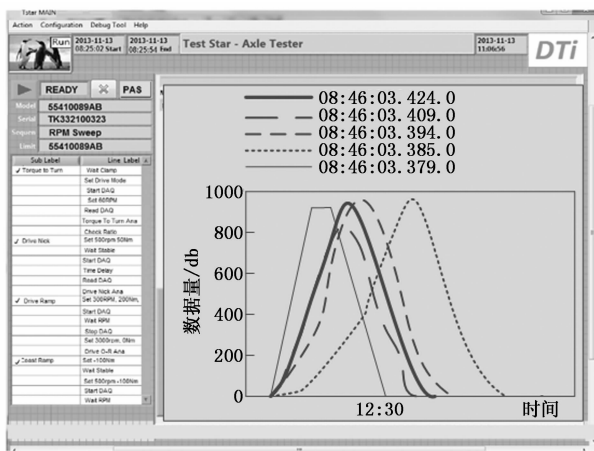 Tstar MAIN
Action Configuration Debug Tool Help
Run
2013-11-13
08:25:02 Start
2013-11-13
08:25:54 End
Test Star - Axle Tester
2013-11-13
11:06:56
DTi
READY
PAS
Model 55410089AB
Serial TK332100323
RPM Sweep
Limit 55410089AB
Sub Label Line Label
✓ Torque to Turn Wait Clamp
Set Drive Mode
Start DAQ
Set 60RPM
Read DAQ
Torque To Turn Ana
Check Ratio
✓ Drive Nick Set 500rpm 50Nm
Wait Stable
Start DAQ
Time Delay
Read DAQ
Drive Nick Ana
✓ Drive Ramp Set 300RPM, 200Nm,
Start DAQ
Wait RPM
Stop DAQ
Set 3000rpm, 0Nm
Drive D-R Ana
✓ Coast Ramp Set -100Nm
Wait Stable
Set 500rpm -100Nm
Start DAQ
Wait RPM
08:46:03.424.0
08:46:03.409.0
08:46:03.394.0
08:46:03.385.0
08:46:03.379.0
数据量/db
1000
800
600
400
200
0
12:30
时间